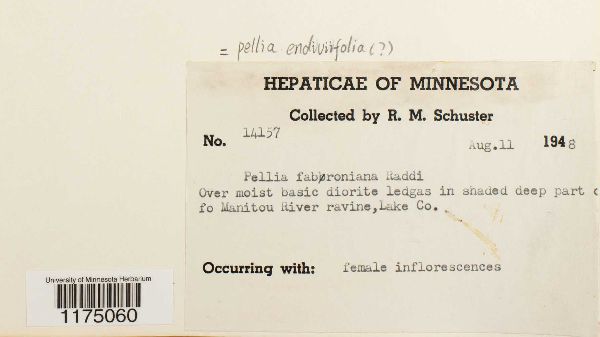 = pellia endiviifolia (?)
HEPATICAE OF MINNESOTA
Collected by R. M. Schuster
No. 14157 Aug.11 1948
Pellia fabbroniana Raddi
Over moist basic diorite ledgas in shaded deep part
fo Manitou River ravine,Lake Co.
Occurring with: female inflorescences
University of Minnesota Herbarium
1175060